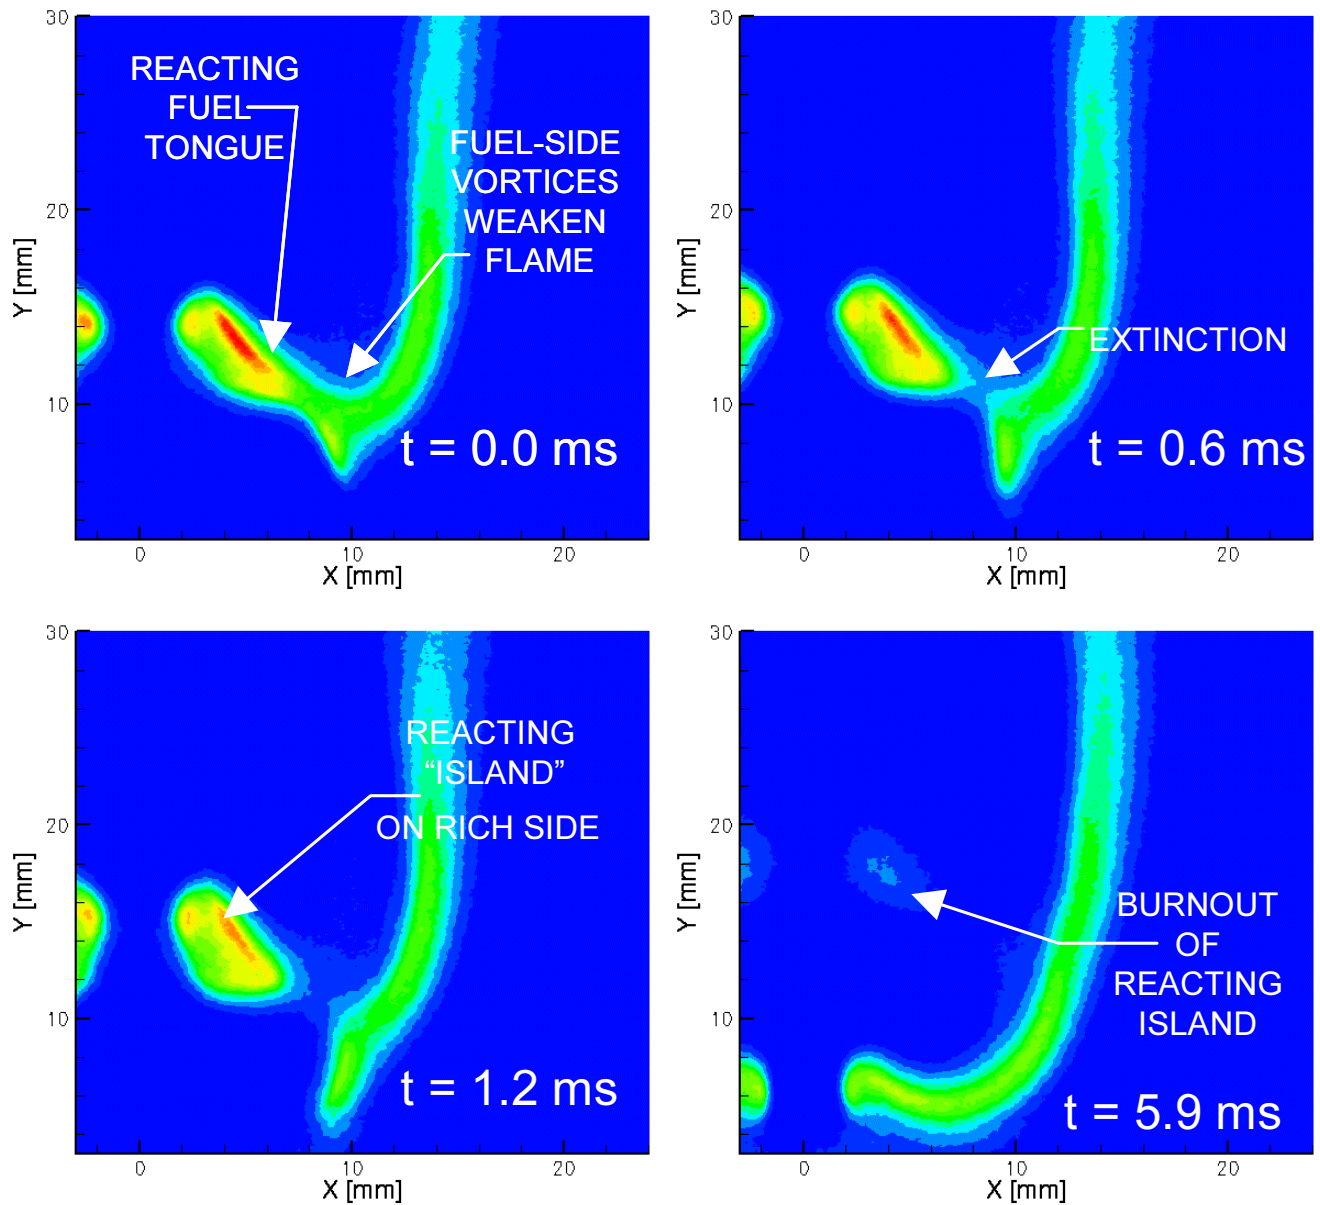 30
20
10
Y [mm]
REACTING
FUEL
TONGUE
FUEL-SIDE
VORTICES
WEAKEN
FLAME
t = 0.0 ms
0 10 20
X [mm]
30
20
10
Y [mm]
EXTINCTION
t = 0.6 ms
0 10 20
X [mm]
30
20
10
Y [mm]
REACTING
“ISLAND”
ON RICH SIDE
t = 1.2 ms
0 10 20
X [mm]
30
20
10
Y [mm]
BURNOUT
OF
REACTING
ISLAND
t = 5.9 ms
0 10 20
X [mm]